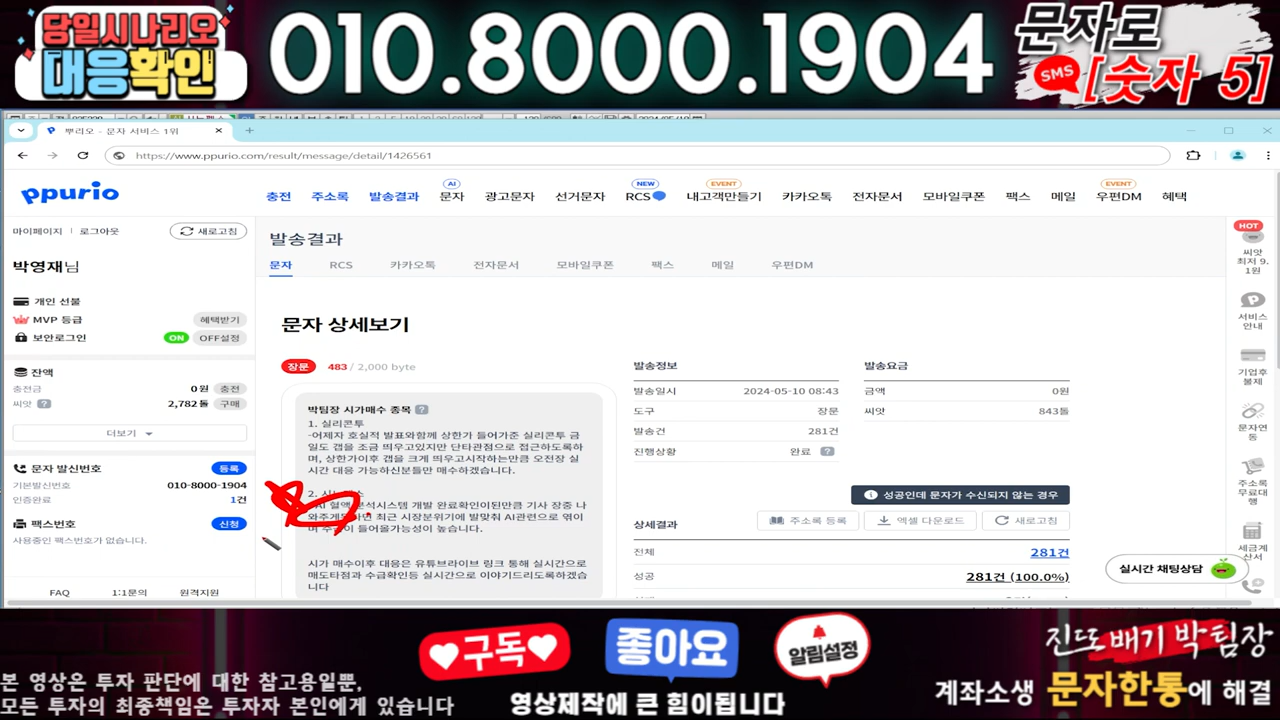 당일시나리오
대응확인
010.8000.1904
문자로
SMS
[숫자 5]
뿌리오 - 문자 서비스 1위
https://www.ppurio.com/result/message/detail/1426561
ppurio
충전
주소록
발송결과
AI
문자
광고문자
선거문자
NEW
RCS
EVENT
내고객만들기
카카오톡
전자문서
모바일쿠폰
팩스
메일
EVENT
우편DM
혜택
마이페이지
로그아웃
새로고침
박영재님
개인 선불
MVP 등급
혜택받기
보안로그인
ON
OFF설정
잔액
충전금
0원
충전
씨앗
2,782 톨
구매
더보기
문자 발신번호
등록
기본발신번호
010-8000-1904
인증완료
1건
팩스번호
신청
사용중인 팩스번호가 없습니다.
FAQ
1:1문의
원격지원
발송결과
문자
RCS
카카오톡
전자문서
모바일쿠폰
팩스
메일
우편DM
문자 상세보기
장문
483 / 2,000 byte
박팀장 시가매수 종목
1. 실리콘투
-어제자 호실적 발표와함께 상한가 들어가준 실리콘투 금
일도 갭을 조금 띄우고있지만 단타관점으로 접근하도록하
며, 상한가이후 갭을 크게 띄우고시작하는만큼 오전장 실
시간 대응 가능하신분들만 매수하겠습니다.
2.
분석시스템 개발 완료확인이된만큼 기사 장중 나
최근 시장분위기에 발맞춰 AI관련으로 엮이
들어올가능성이 높습니다.
시가 매수이후 대응은 유튜브라이브 링크 통해 실시간으로
매도타점과 수급확인등 실시간으로 이야기드리도록하겠습
니다
발송정보
발송일시
2024-05-10 08:43
도구
장문
발송건
281건
진행상황
완료
발송요금
금액
0원
씨앗
843톨
성공인데 문자가 수신되지 않는 경우
상세결과
주소록 등록
엑셀 다운로드
새로고침
전체
281건
성공
281건 (100.0%)
HOT
씨앗
최저 9.
1원
서비스
안내
기업후
불제
문자연
동
주소록
무료대
행
세금계
산서
실시간 채팅상담
본 영상은 투자 판단에 대한 참고용일뿐,
모든 투자의 최종책임은 투자자 본인에게 있습니다
구독
좋아요
알림설정
영상제작에 큰 힘이됩니다
진또배기 박팀장
계좌소생 문자한통에 해결